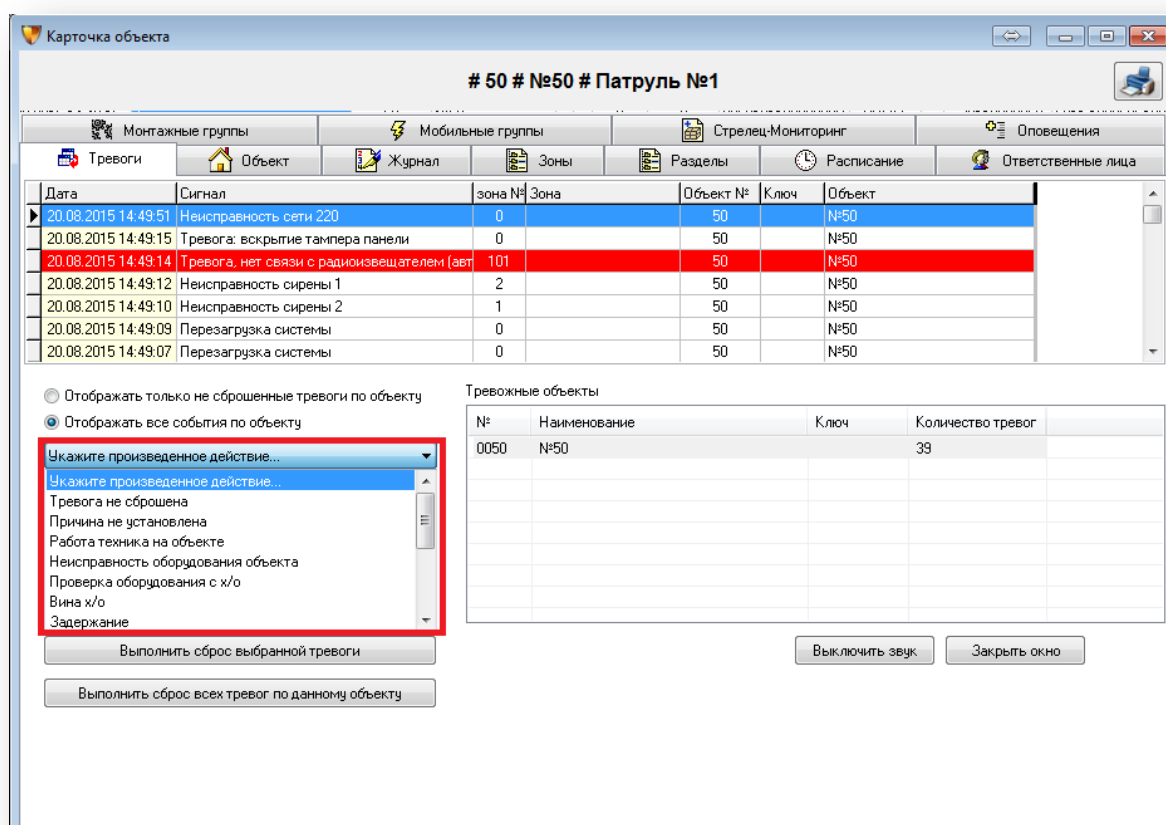 Карточка объекта
# 50 # №50 # Патруль №1
Монтажные группы Мобильные группы Стрелец-Мониторинг Оповещения
Тревоги Объект Журнал Зоны Разделы Расписание Ответственные лица
Дата Сигнал зона № Зона Объект № Ключ Объект
20.08.2015 14:49:51 Неисправность сети 220 0 50 №50
20.08.2015 14:49:15 Тревога: вскрытие тампера панели 0 50 №50
20.08.2015 14:49:14 Тревога, нет связи с радиоизвещателем (авт 101 50 №50
20.08.2015 14:49:12 Неисправность сирены 1 2 50 №50
20.08.2015 14:49:10 Неисправность сирены 2 1 50 №50
20.08.2015 14:49:09 Перезагрузка системы 0 50 №50
20.08.2015 14:49:07 Перезагрузка системы 0 50 №50
Отображать только не сброшенные тревоги по объекту
Отображать все события по объекту
Укажите произведенное действие...
Укажите произведенное действие...
Тревога не сброшена
Причина не установлена
Работа техника на объекте
Неисправность оборудования объекта
Проверка оборудования с х/о
Вина х/о
Задержание
Выполнить сброс выбранной тревоги
Выполнить сброс всех тревог по данному объекту
Тревожные объекты
№ Наименование Ключ Количество тревог
0050 №50 39
Выключить звук Закрыть окно